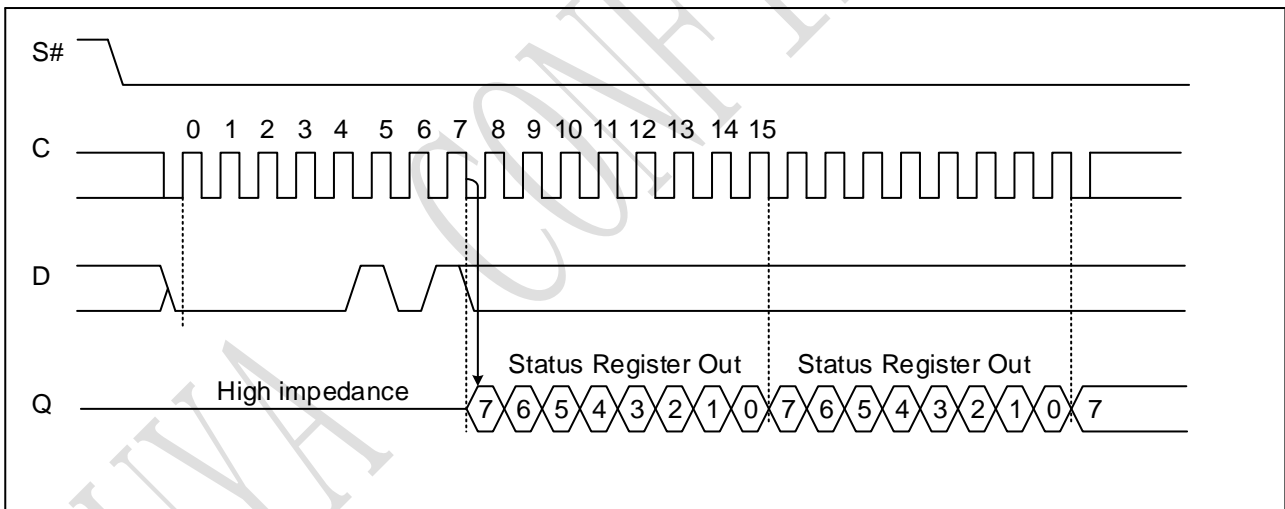 S#
0 1 2 3 4 5 6 7 8 9 10 11 12 13 14 15
C
D
Status Register Out Status Register Out
High impedance
Q
7 6 5 4 3 2 1 0 7 6 5 4 3 2 1 0 7